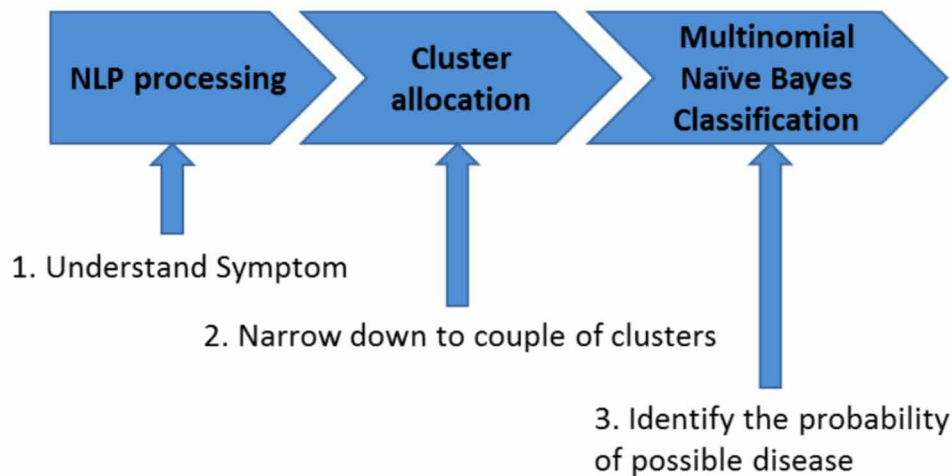 NLP processing
Cluster
allocation
Multinomial
Naïve Bayes
Classification
1. Understand Symptom
2. Narrow down to couple of clusters
3. Identify the probability
of possible disease